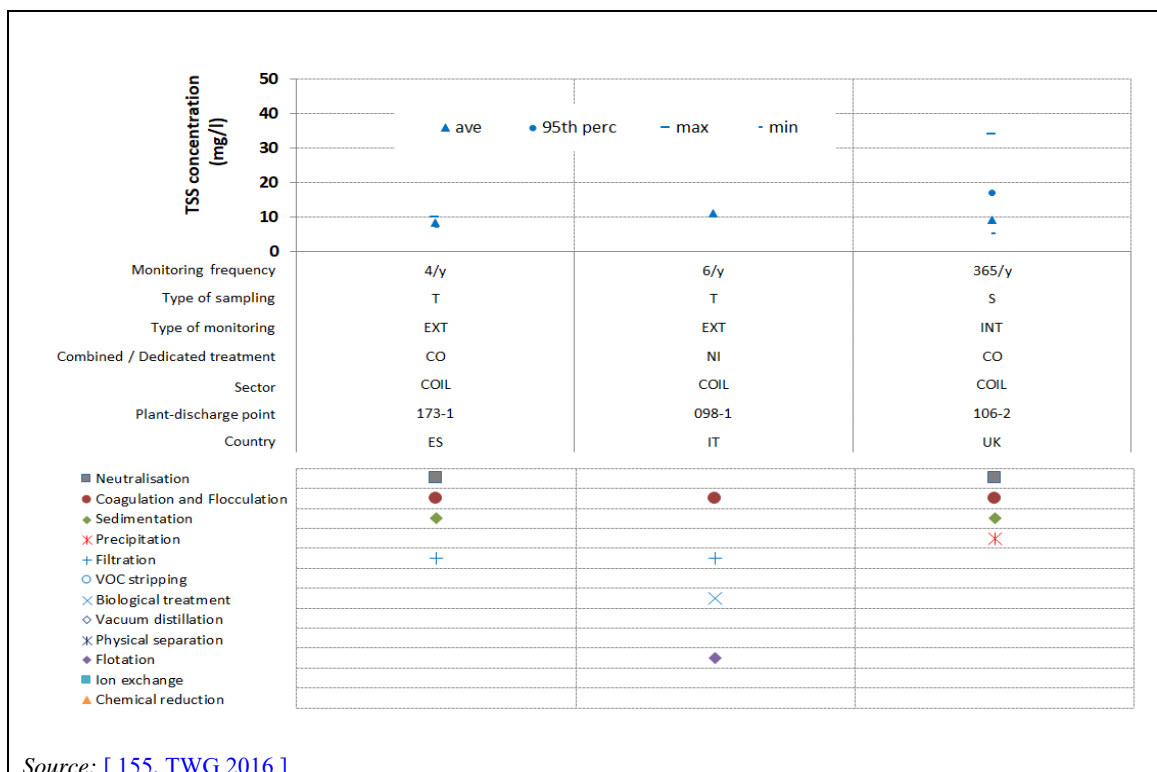 TSS concentration
(mg/l)
50
40
30
20
10
0
ave 95th perc max min
Monitoring frequency 4/y 6/y 365/y
Type of sampling T T S
Type of monitoring EXT EXT INT
Combined / Dedicated treatment CO NI CO
Sector COIL COIL COIL
Plant-discharge point 173-1 098-1 106-2
Country ES IT UK
Neutralisation
Coagulation and Flocculation
Sedimentation
Precipitation
Filtration
VOC stripping
Biological treatment
Vacuum distillation
Physical separation
Flotation
Ion exchange
Chemical reduction
Source: [ 155, TWG 2016 ]